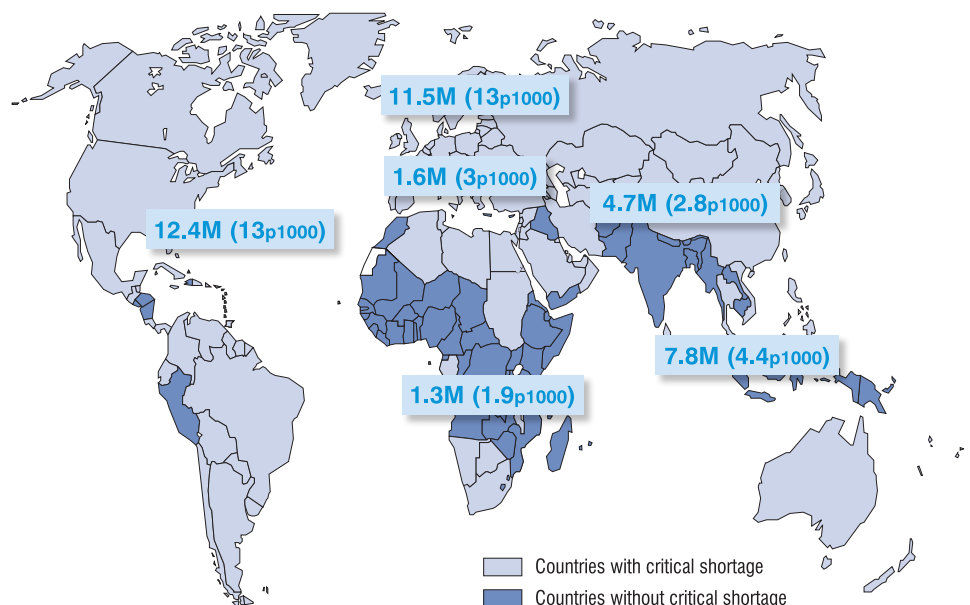 11.5M (13p1000)
1.6M (3p1000)
4.7M (2.8p1000)
12.4M (13p1000)
7.8M (4.4p1000)
1.3M (1.9p1000)
Countries with critical shortage
Countries without critical shortage